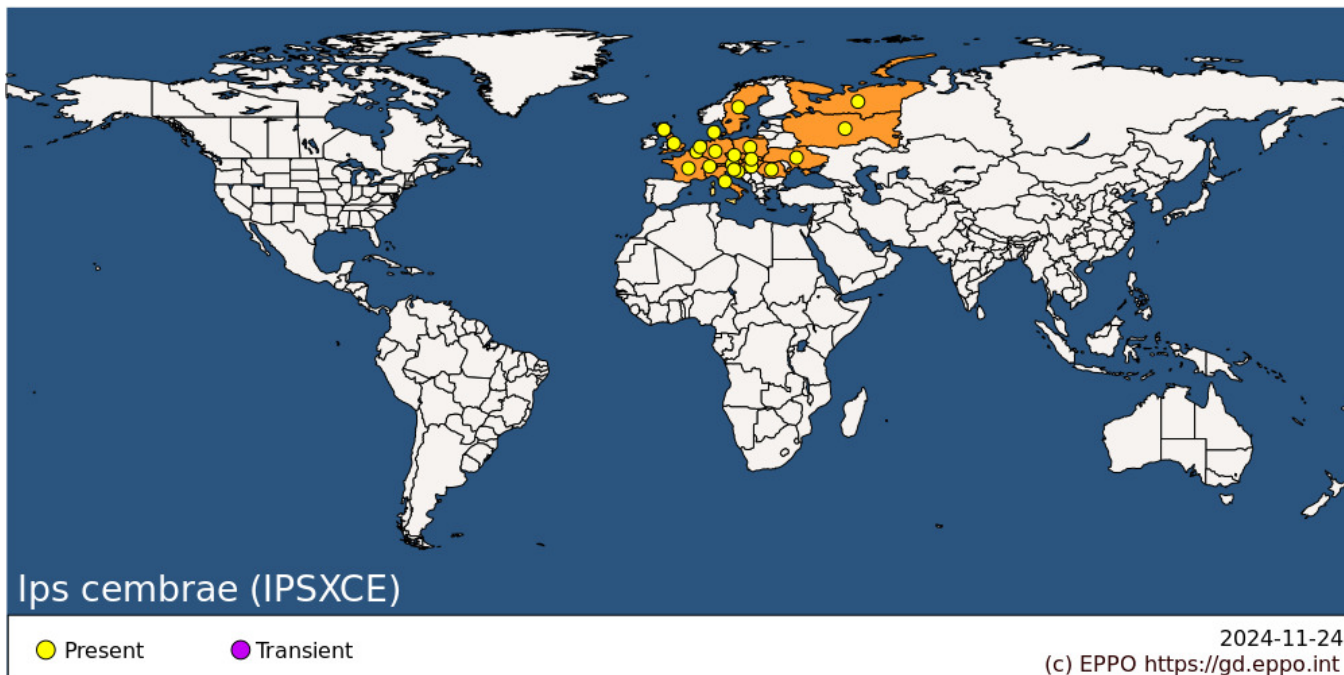 Ips cembrae (IPSXCE)
Present
Transient
2024-11-24
(c) EPPO https://gd.eppo.int